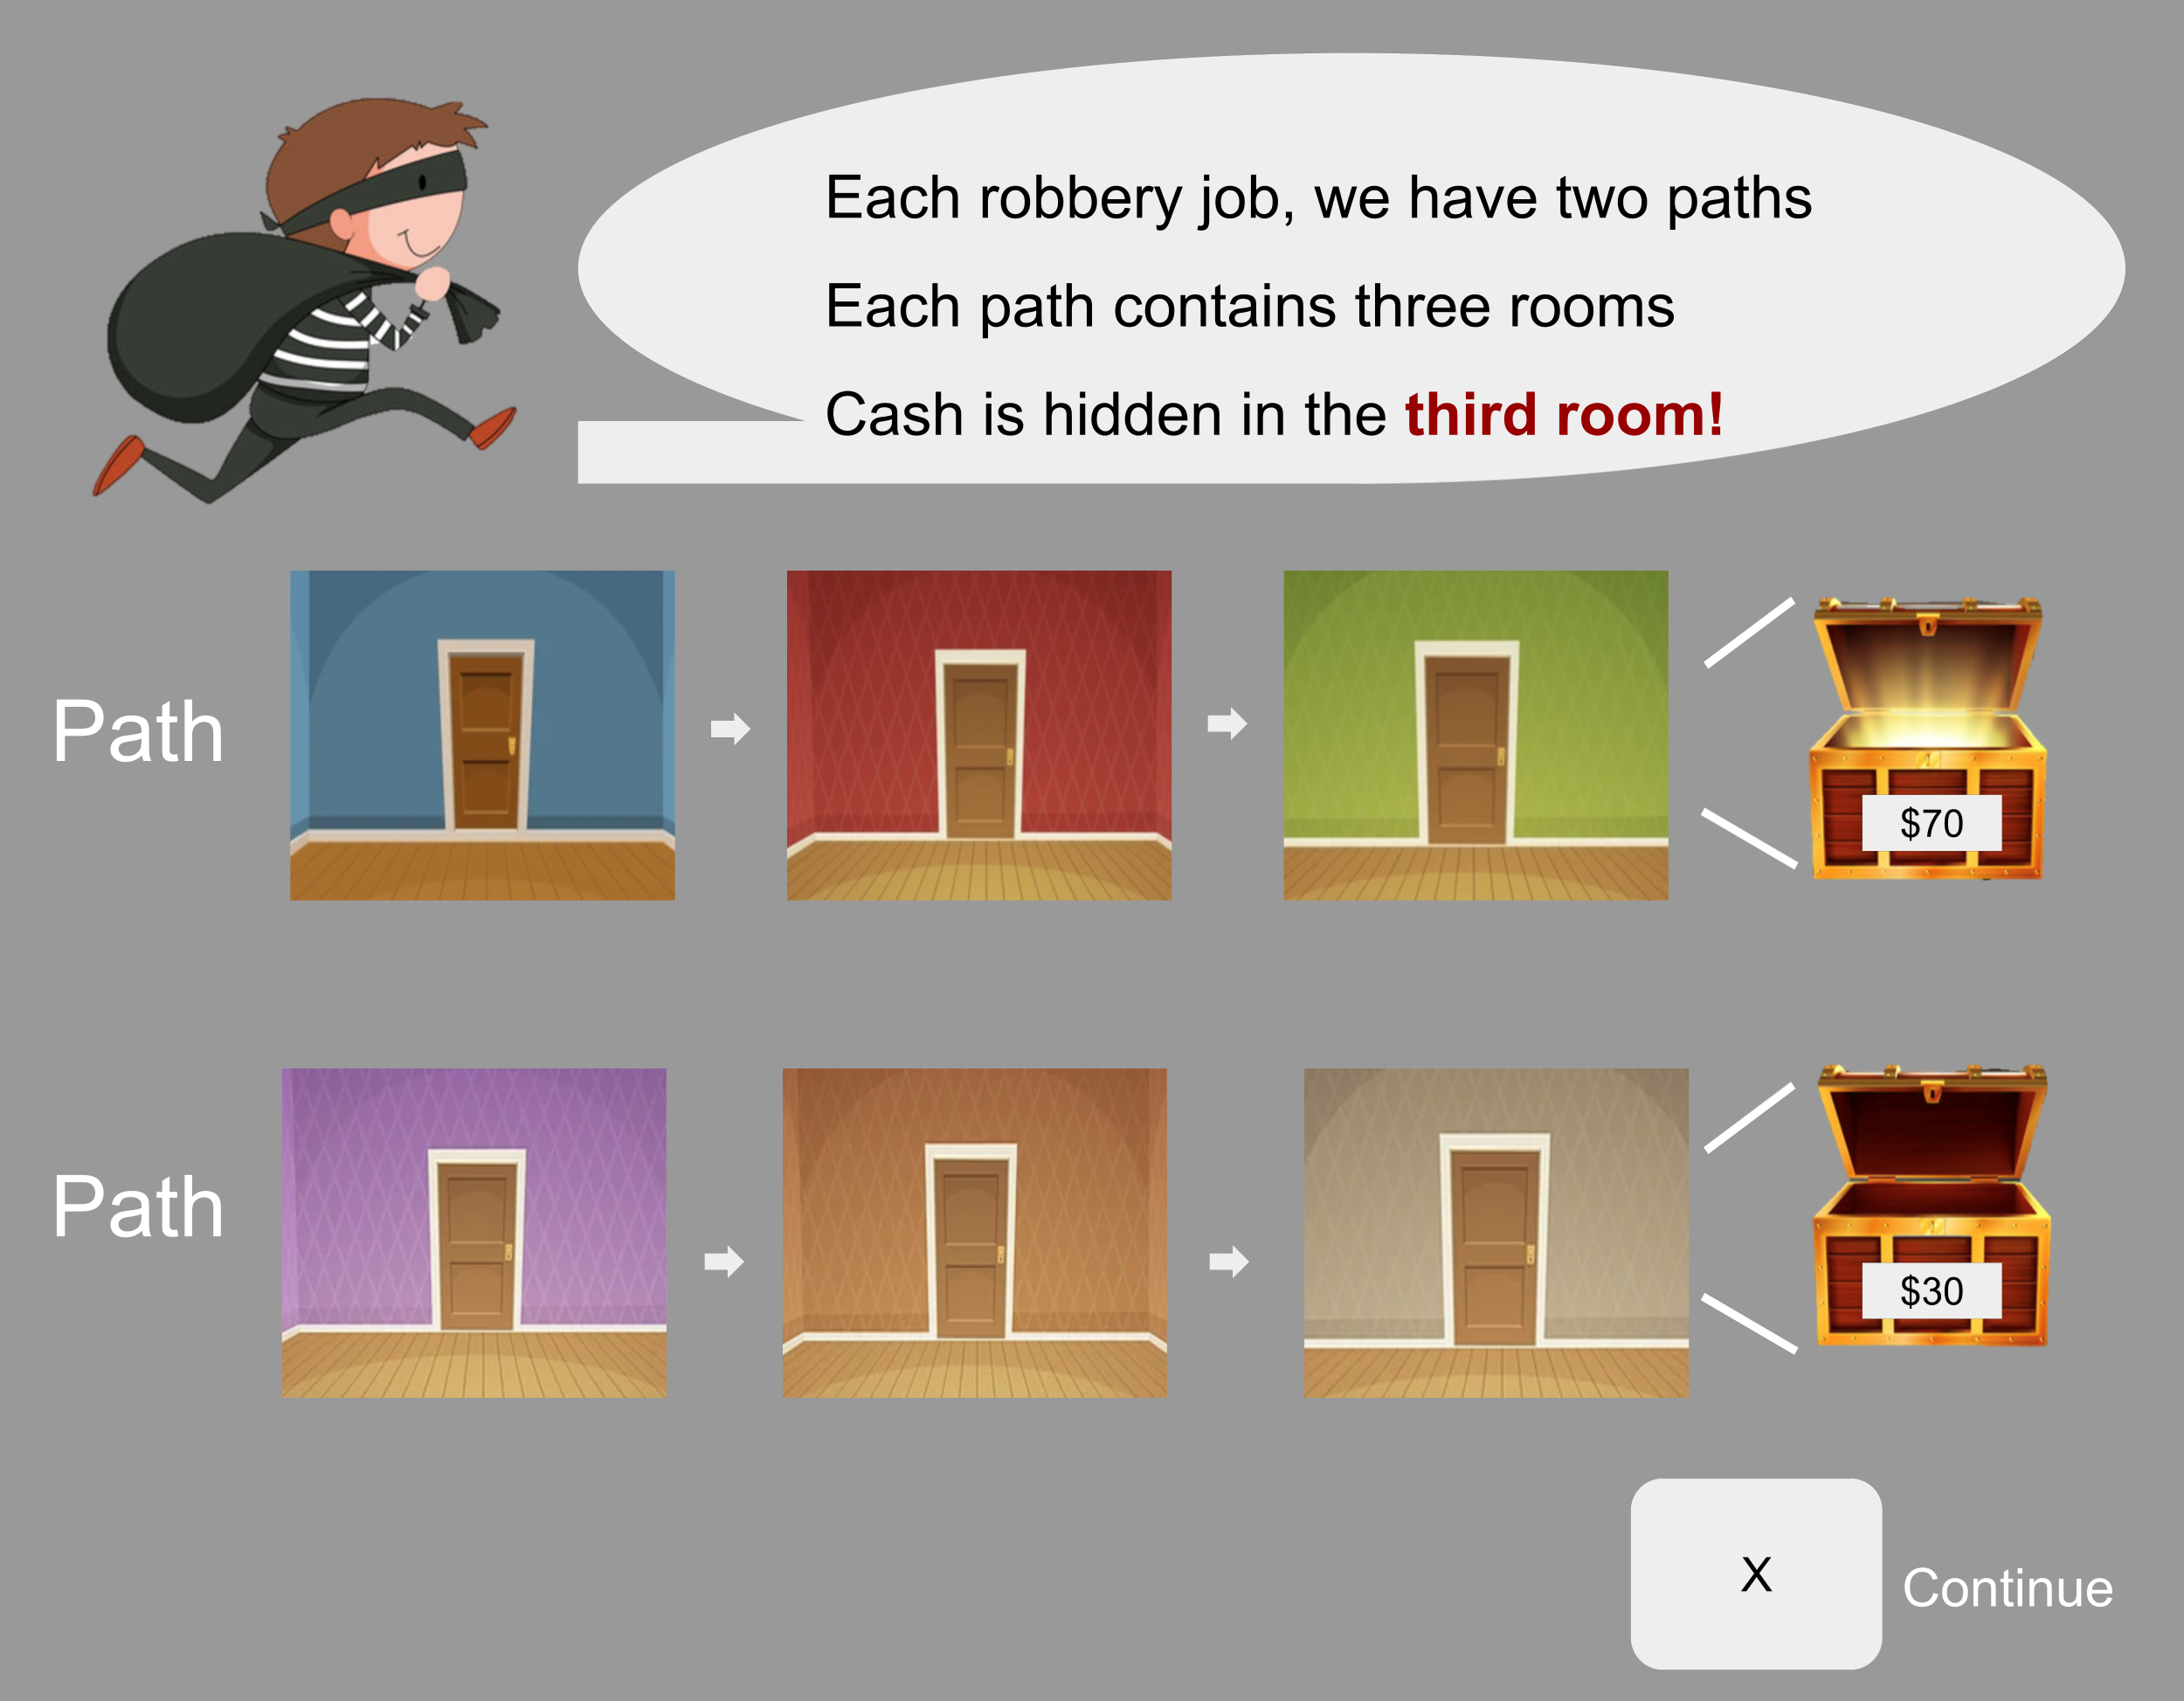 Each robbery job, we have two paths
Each path contains three rooms
Cash is hidden in the third room!
Path
$70
Path
$30
X
Continue